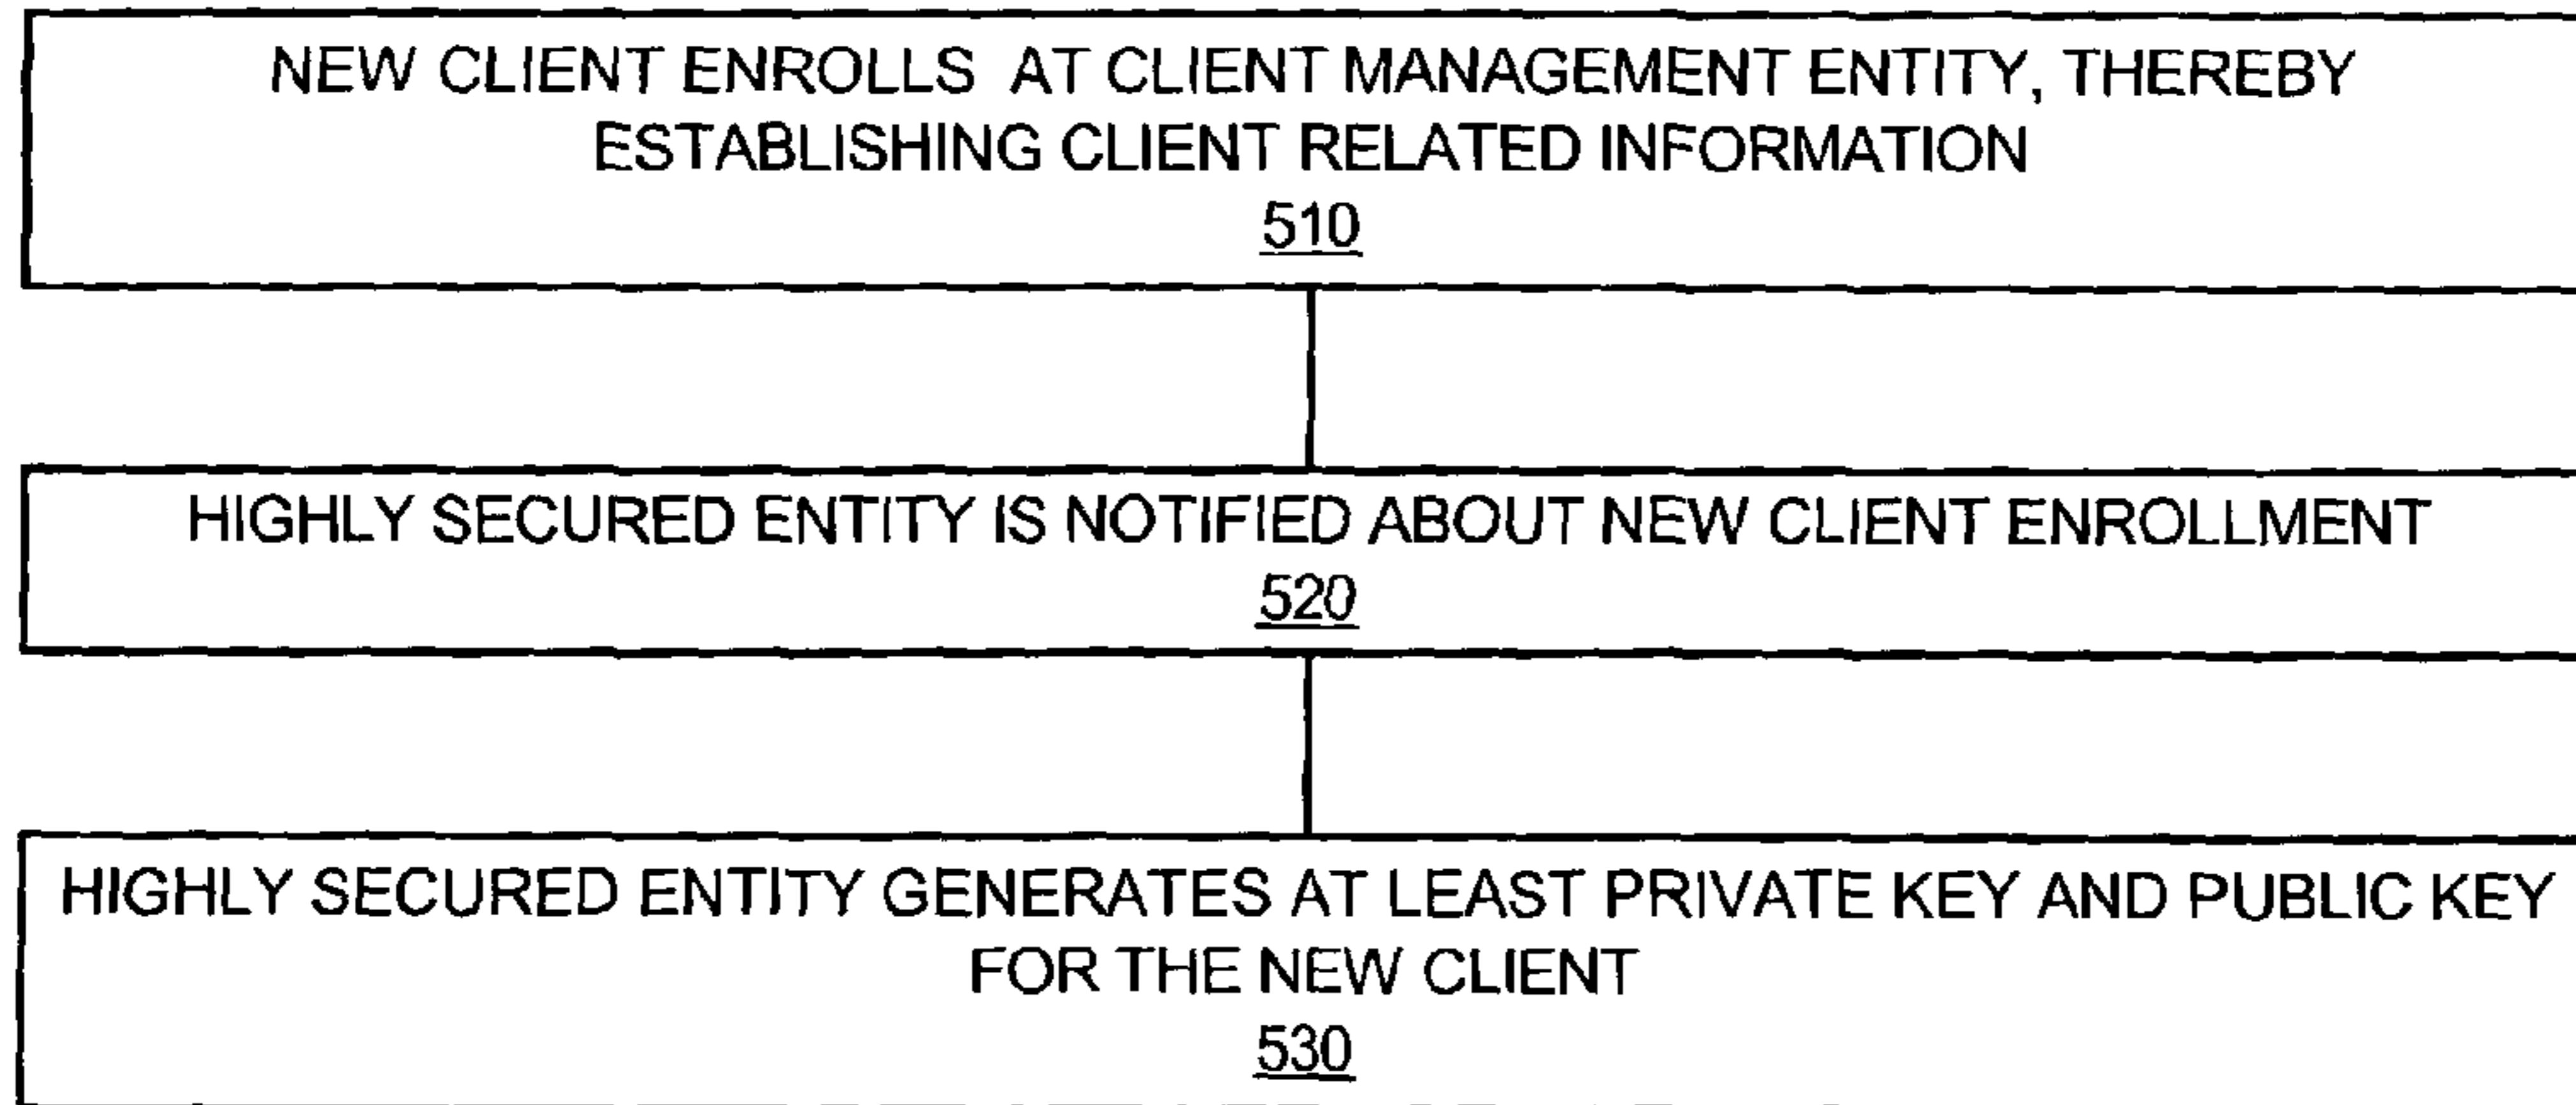 NEW CLIENT ENROLLS AT CLIENT MANAGEMENT ENTITY, THEREBY
ESTABLISHING CLIENT RELATED INFORMATION
510
HIGHLY SECURED ENTITY IS NOTIFIED ABOUT NEW CLIENT ENROLLMENT
520
HIGHLY SECURED ENTITY GENERATES AT LEAST PRIVATE KEY AND PUBLIC KEY
FOR THE NEW CLIENT
530